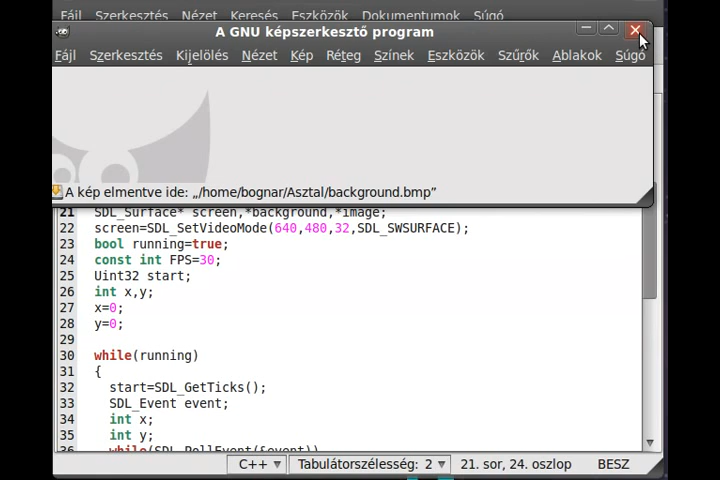 Fájl Szerkesztés Nézet Keresés Eszközök Dokumentumok Súgó
A GNU képszerkesztő program
Fájl Szerkesztés Kijelölés Nézet Kép Réteg Színek Eszközök Szűrők Ablakok Súgó
A kép elmentve ide: „/home/bognar/Asztal/background.bmp”
21 SDL_Surface* screen,*background,*image;
22 screen=SDL_SetVideoMode(640,480,32,SDL_SWSURFACE);
23 bool running=true;
24 const int FPS=30;
25 Uint32 start;
26 int x,y;
27 x=0;
28 y=0;
29
30 while(running)
31 {
32 start=SDL_GetTicks();
33 SDL_Event event;
34 int x;
35 int y;
36 while(SDL_PollEvent(&event))
C++ Tabulátorszélesség: 2 21. sor, 24. oszlop BESZ